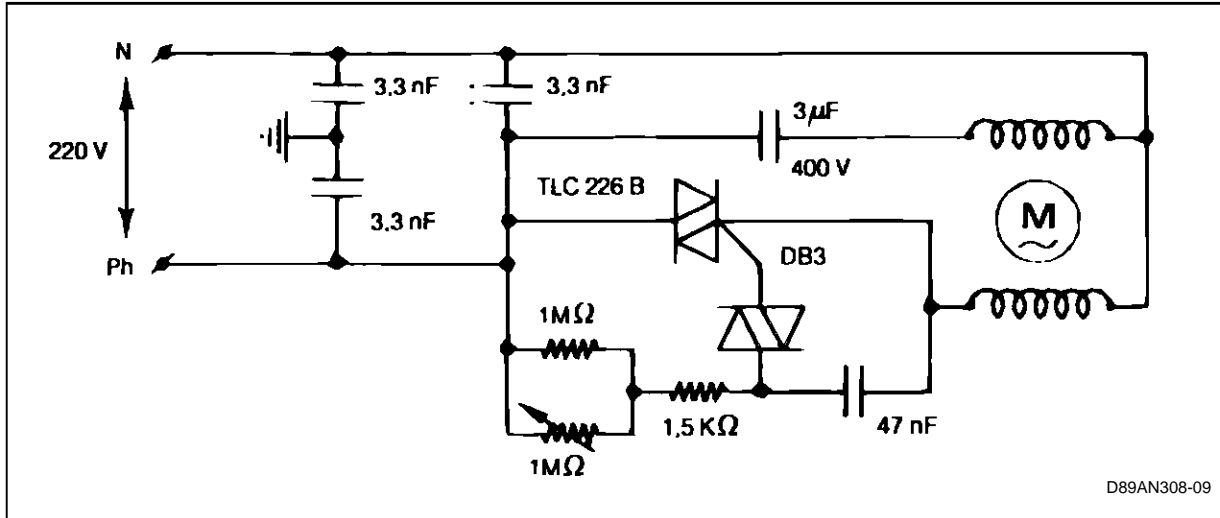 N
3,3 nF
3,3 nF
3µF
220 V
400 V
TLC 226 B
3,3 nF
M
DB3
Ph
1MΩ
1,5 KΩ
47 nF
1MΩ
D89AN308-09